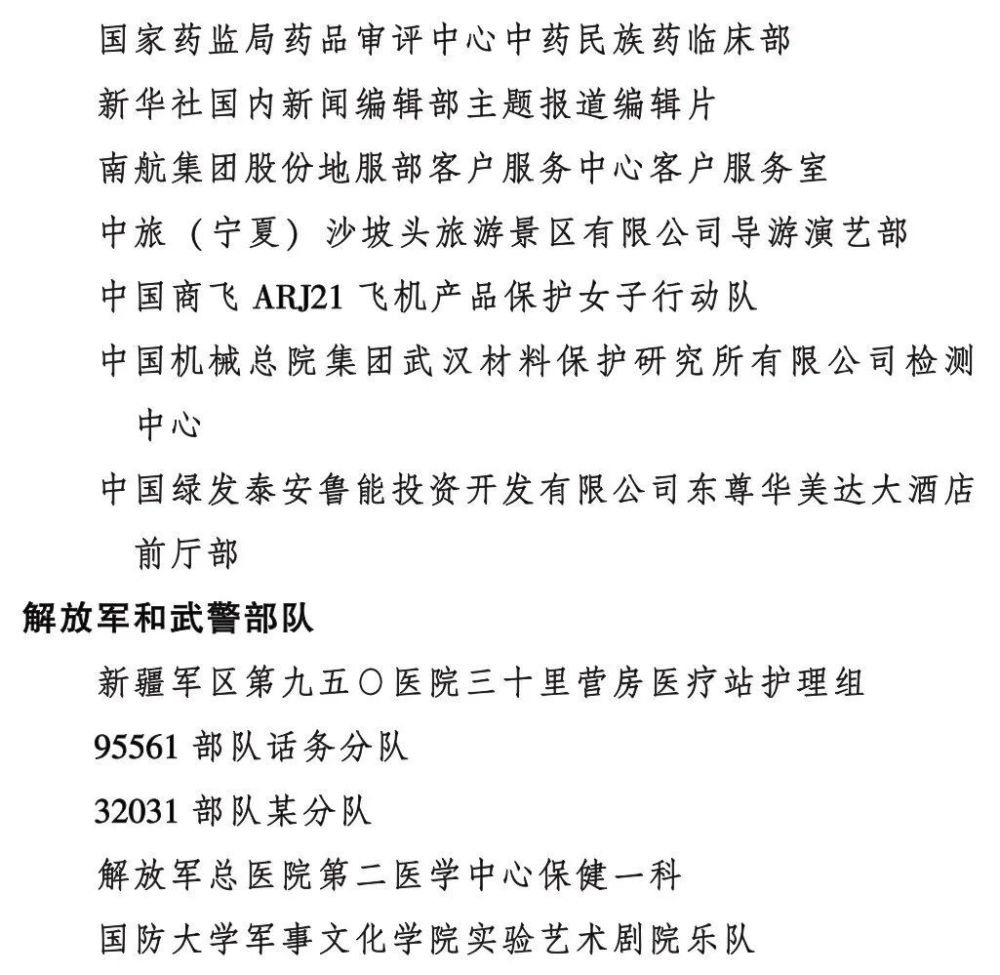 国家药监局药品审评中心中药民族药临床部
新华社国内新闻编辑部主题报道编辑片
南航集团股份地服部客户服务中心客户服务室
中旅（宁夏）沙坡头旅游景区有限公司导游演艺部
中国商飞 ARJ21 飞机产品保护女子行动队
中国机械总院集团武汉材料保护研究所有限公司检测
中心
中国绿发泰安鲁能投资开发有限公司东尊华美达大酒店
前厅部
解放军和武警部队
新疆军区第九五〇医院三十里营房医疗站护理组
95561 部队话务分队
32031 部队某分队
解放军总医院第二医学中心保健一科
国防大学军事文化学院实验艺术剧院乐队